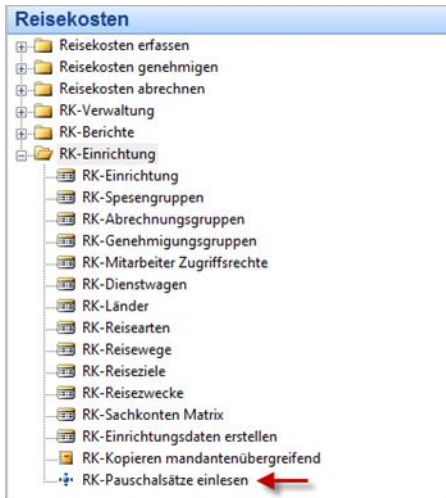 Reisekosten
Reisekosten erfassen
Reisekosten genehmigen
Reisekosten abrechnen
RK-Verwaltung
RK-Berichte
RK-Einrichtung
RK-Einrichtung
RK-Spesengruppen
RK-Abrechnungsgruppen
RK-Genehmigungsgruppen
RK-Mitarbeiter Zugriffsrechte
RK-Dienstwagen
RK-Länder
RK-Reisearten
RK-Reisewege
RK-Reiseziele
RK-Reisezwecke
RK-Sachkonten Matrix
RK-Einrichtungsdaten erstellen
RK-Kopieren mandantenübergreifend
RK-Pauschalsätze einlesen